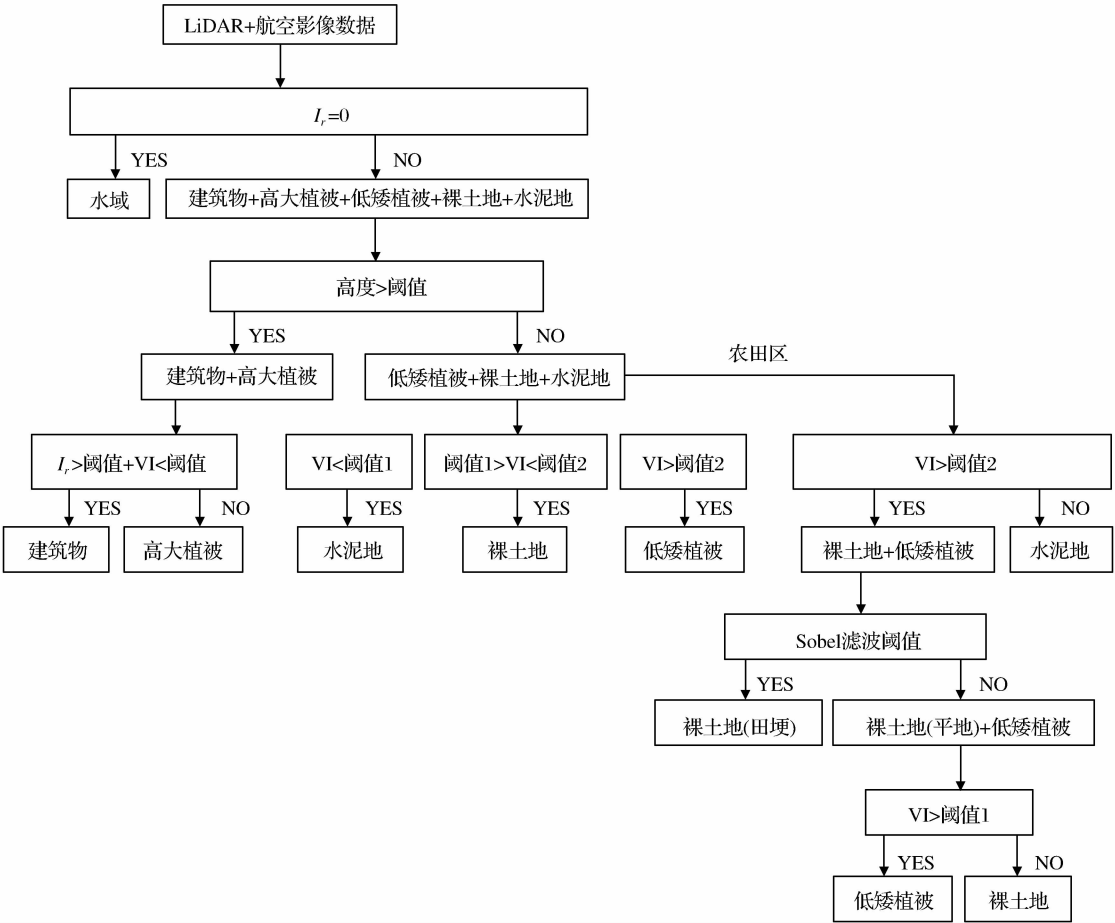 LiDAR+航空影像数据
Ir=0
YES
NO
水域
建筑物+高大植被+低矮植被+裸土地+水泥地
高度>阈值
YES
NO
农田区
建筑物+高大植被
低矮植被+裸土地+水泥地
Ir>阈值+VI<阈值
VI<阈值1
阈值1>VI<阈值2
VI>阈值2
VI>阈值2
YES
NO
YES
YES
YES
YES
NO
建筑物
高大植被
水泥地
裸土地
低矮植被
裸土地+低矮植被
水泥地
Sobel滤波阈值
YES
NO
裸土地(田埂)
裸土地(平地)+低矮植被
VI>阈值1
YES
NO
低矮植被
裸土地